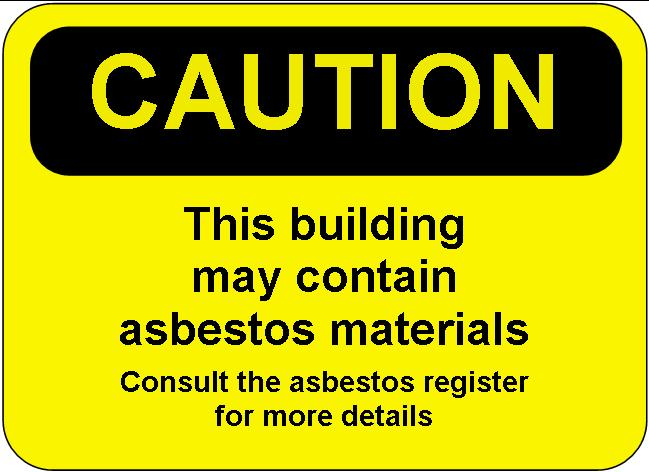 CAUTION
This building
may contain
asbestos materials
Consult the asbestos register
for more details